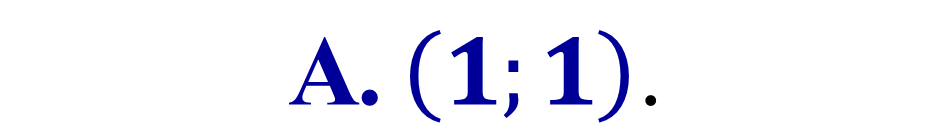 A. (1; 1).